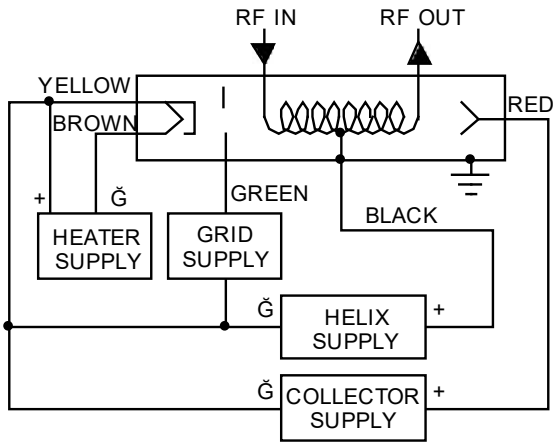 RF IN
RF OUT
YELLOW
RED
BROWN
GREEN
BLACK
+
Ğ
HEATER
SUPPLY
GRID
SUPPLY
Ğ
HELIX
SUPPLY
+
Ğ
COLLECTOR
SUPPLY
+